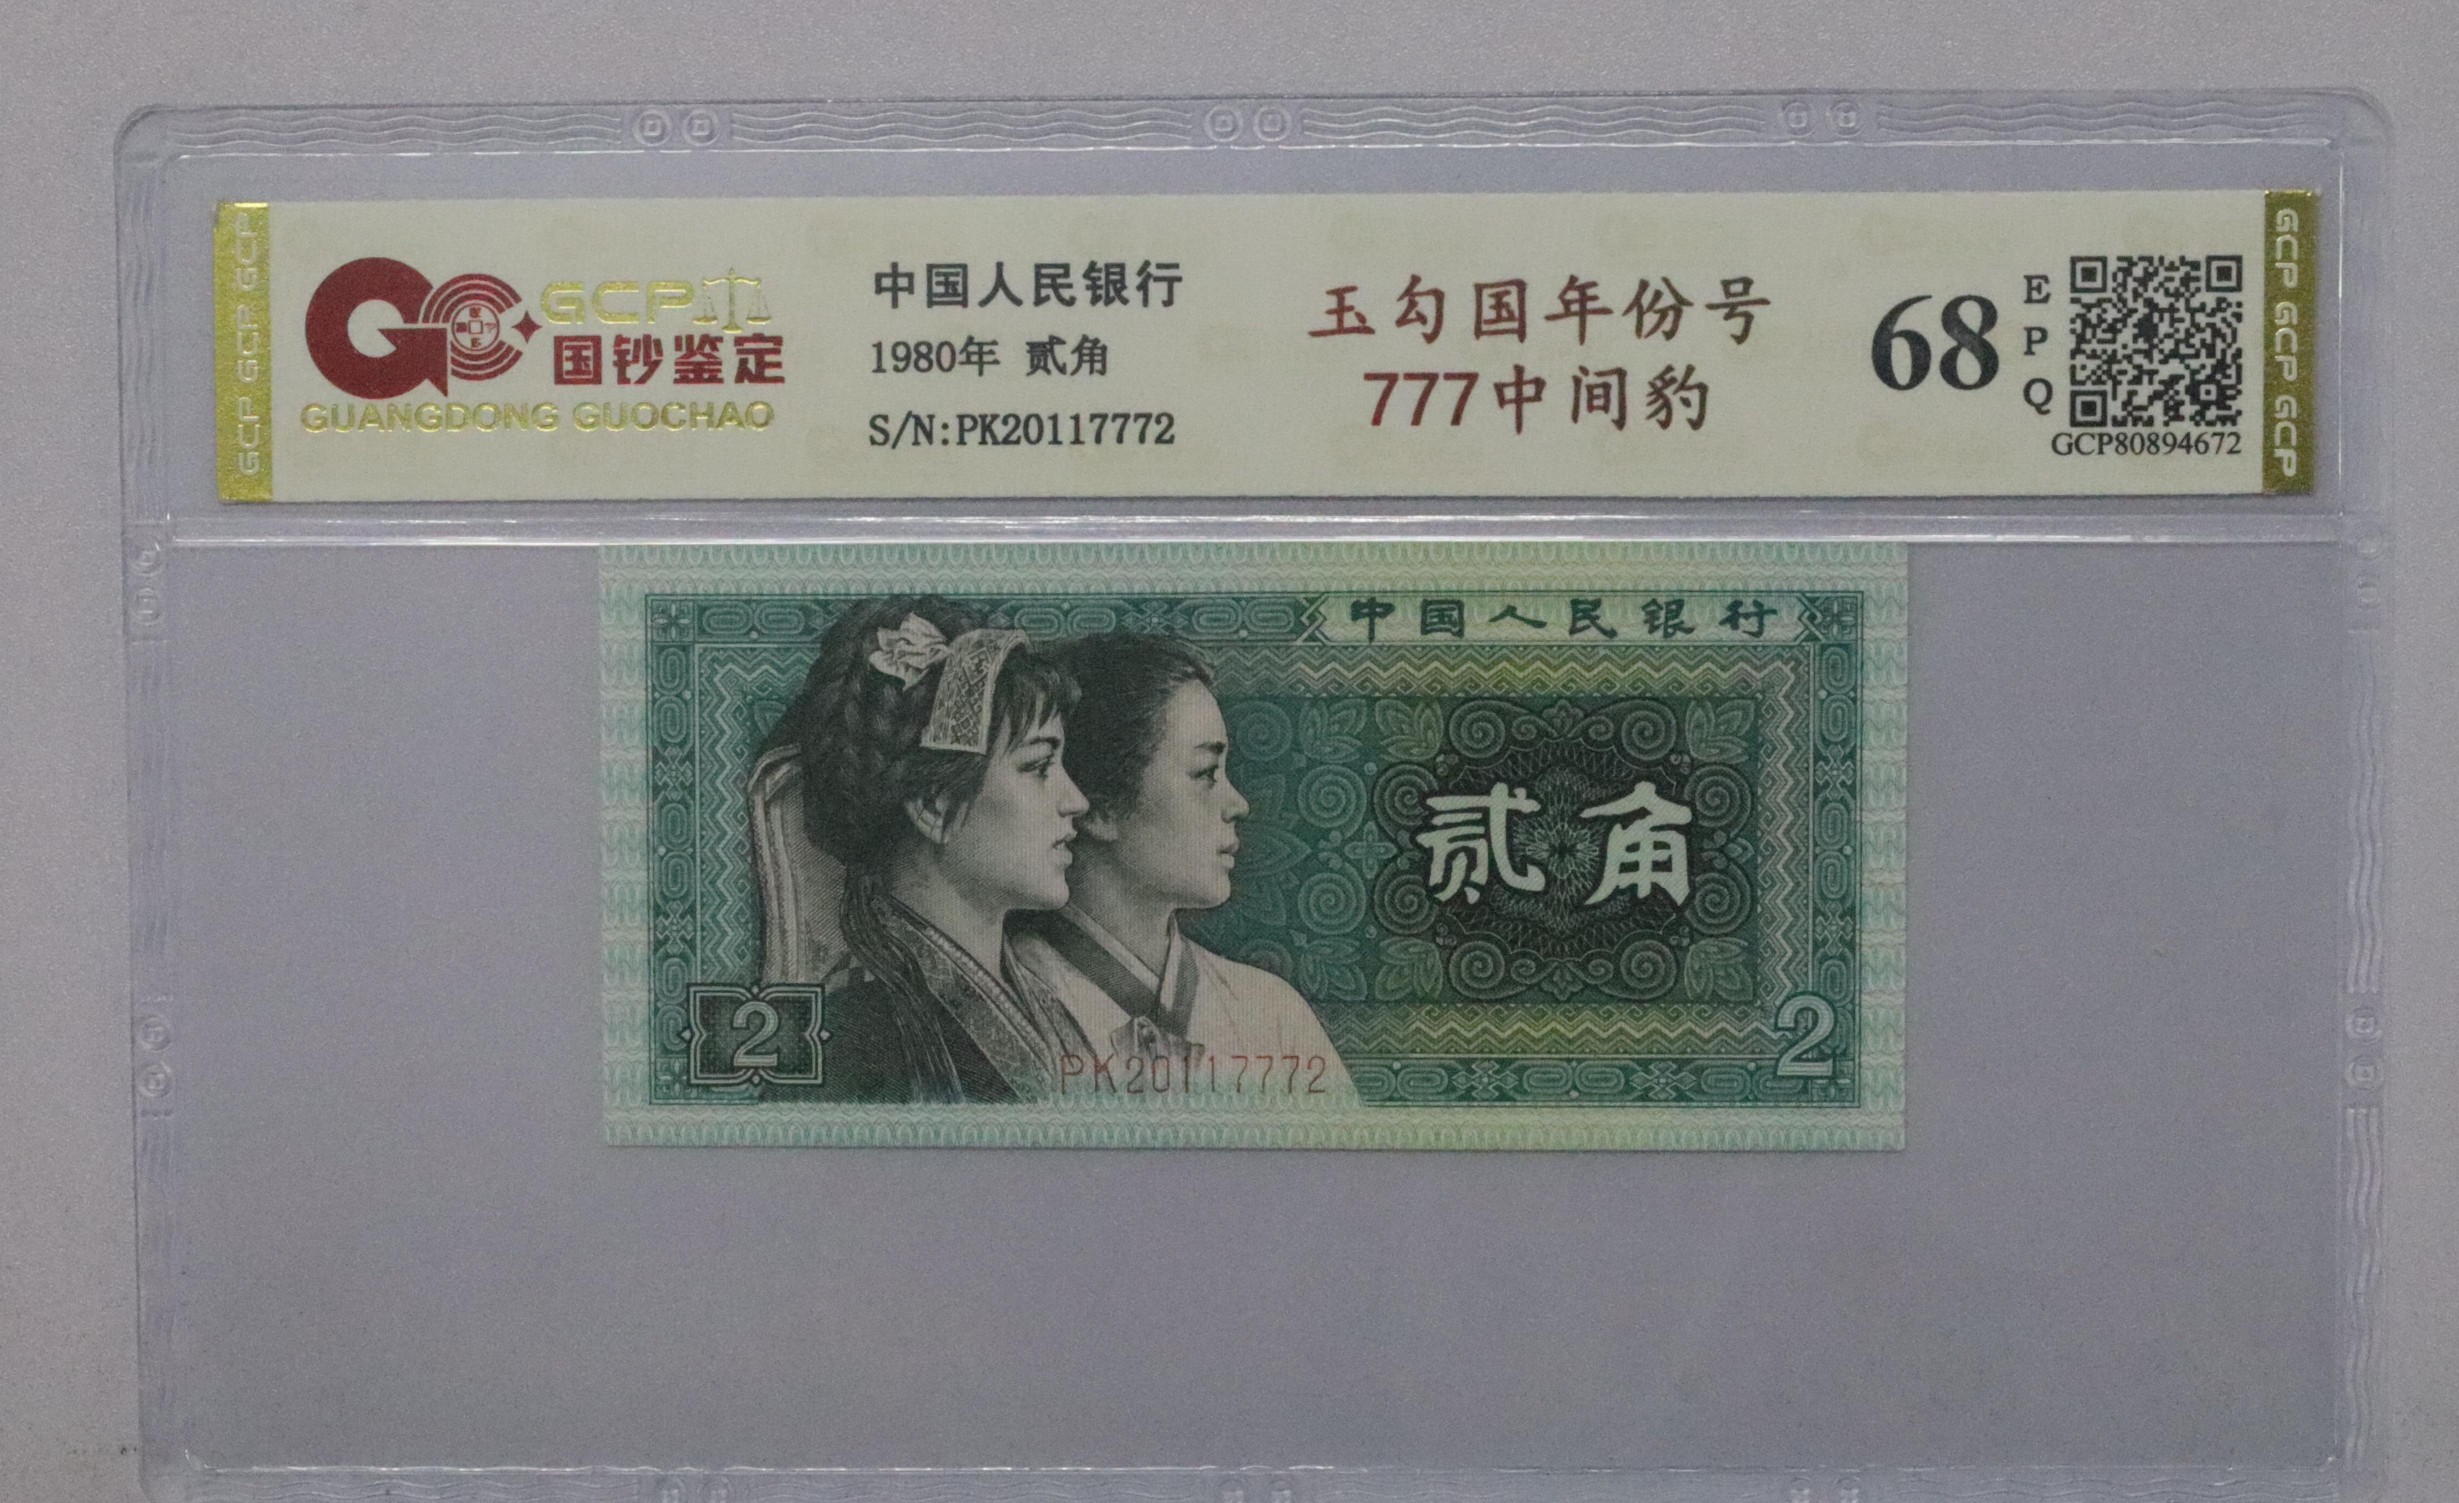 GCP GCP GCP
GCP
国钞鉴定
GUANGDONG GUOCHAO
中国人民银行
1980年 贰角
S/N:PK20117772
玉勾国年份号
777中间豹
68
E
P
Q
GCP80894672
GCP GCP GCP
中国人民银行
贰角
2
2
PK20117772